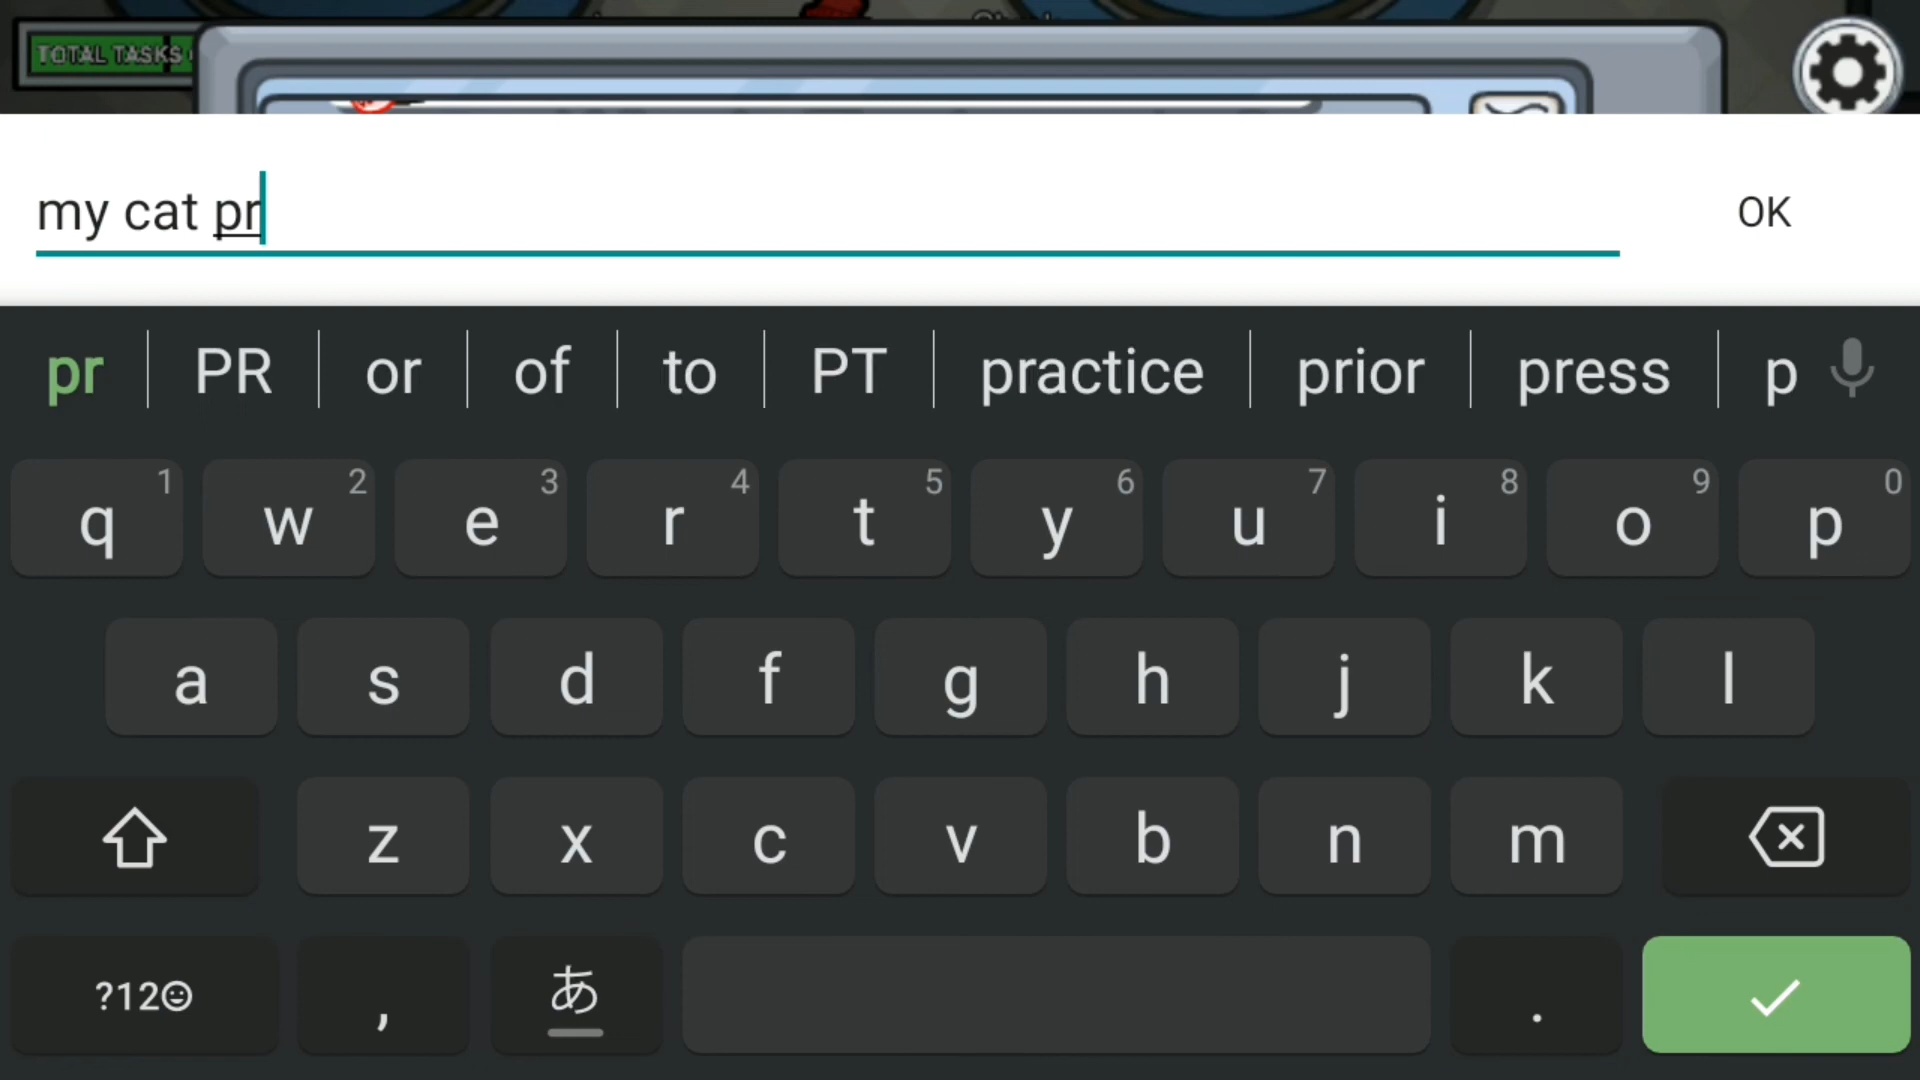 TOTAL TASKS
my cat pr
OK
pr PR or of to PT practice prior press p
1 2 3 4 5 6 7 8 9 0
q w e r t y u i o p
a s d f g h j k l
z x c v b n m
?12☺ , あ .